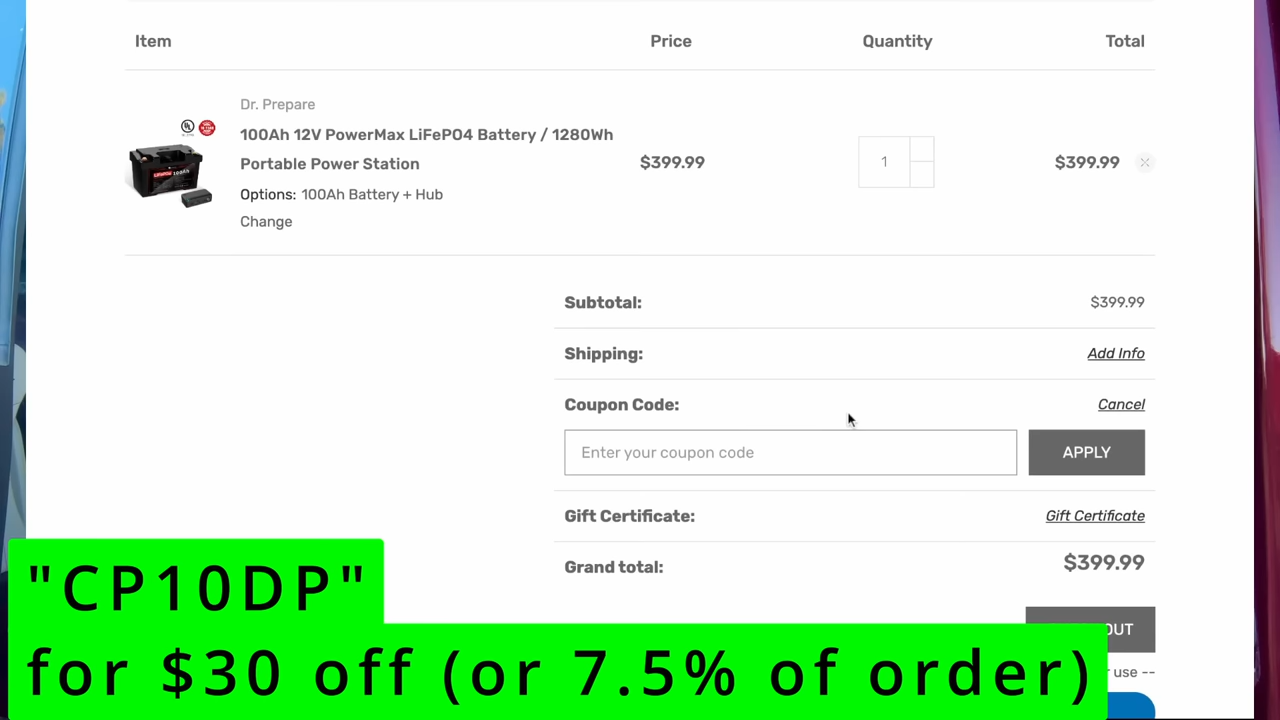 Item Price Quantity Total
Dr. Prepare
100Ah 12V PowerMax LiFePO4 Battery / 1280Wh
Portable Power Station
$399.99 1 $399.99
Options: 100Ah Battery + Hub
Change
Subtotal: $399.99
Shipping: Add Info
Coupon Code: Cancel
Enter your coupon code APPLY
Gift Certificate: Gift Certificate
Grand total: $399.99
"CP10DP"
for $30 off (or 7.5% of order)
OUT
use --